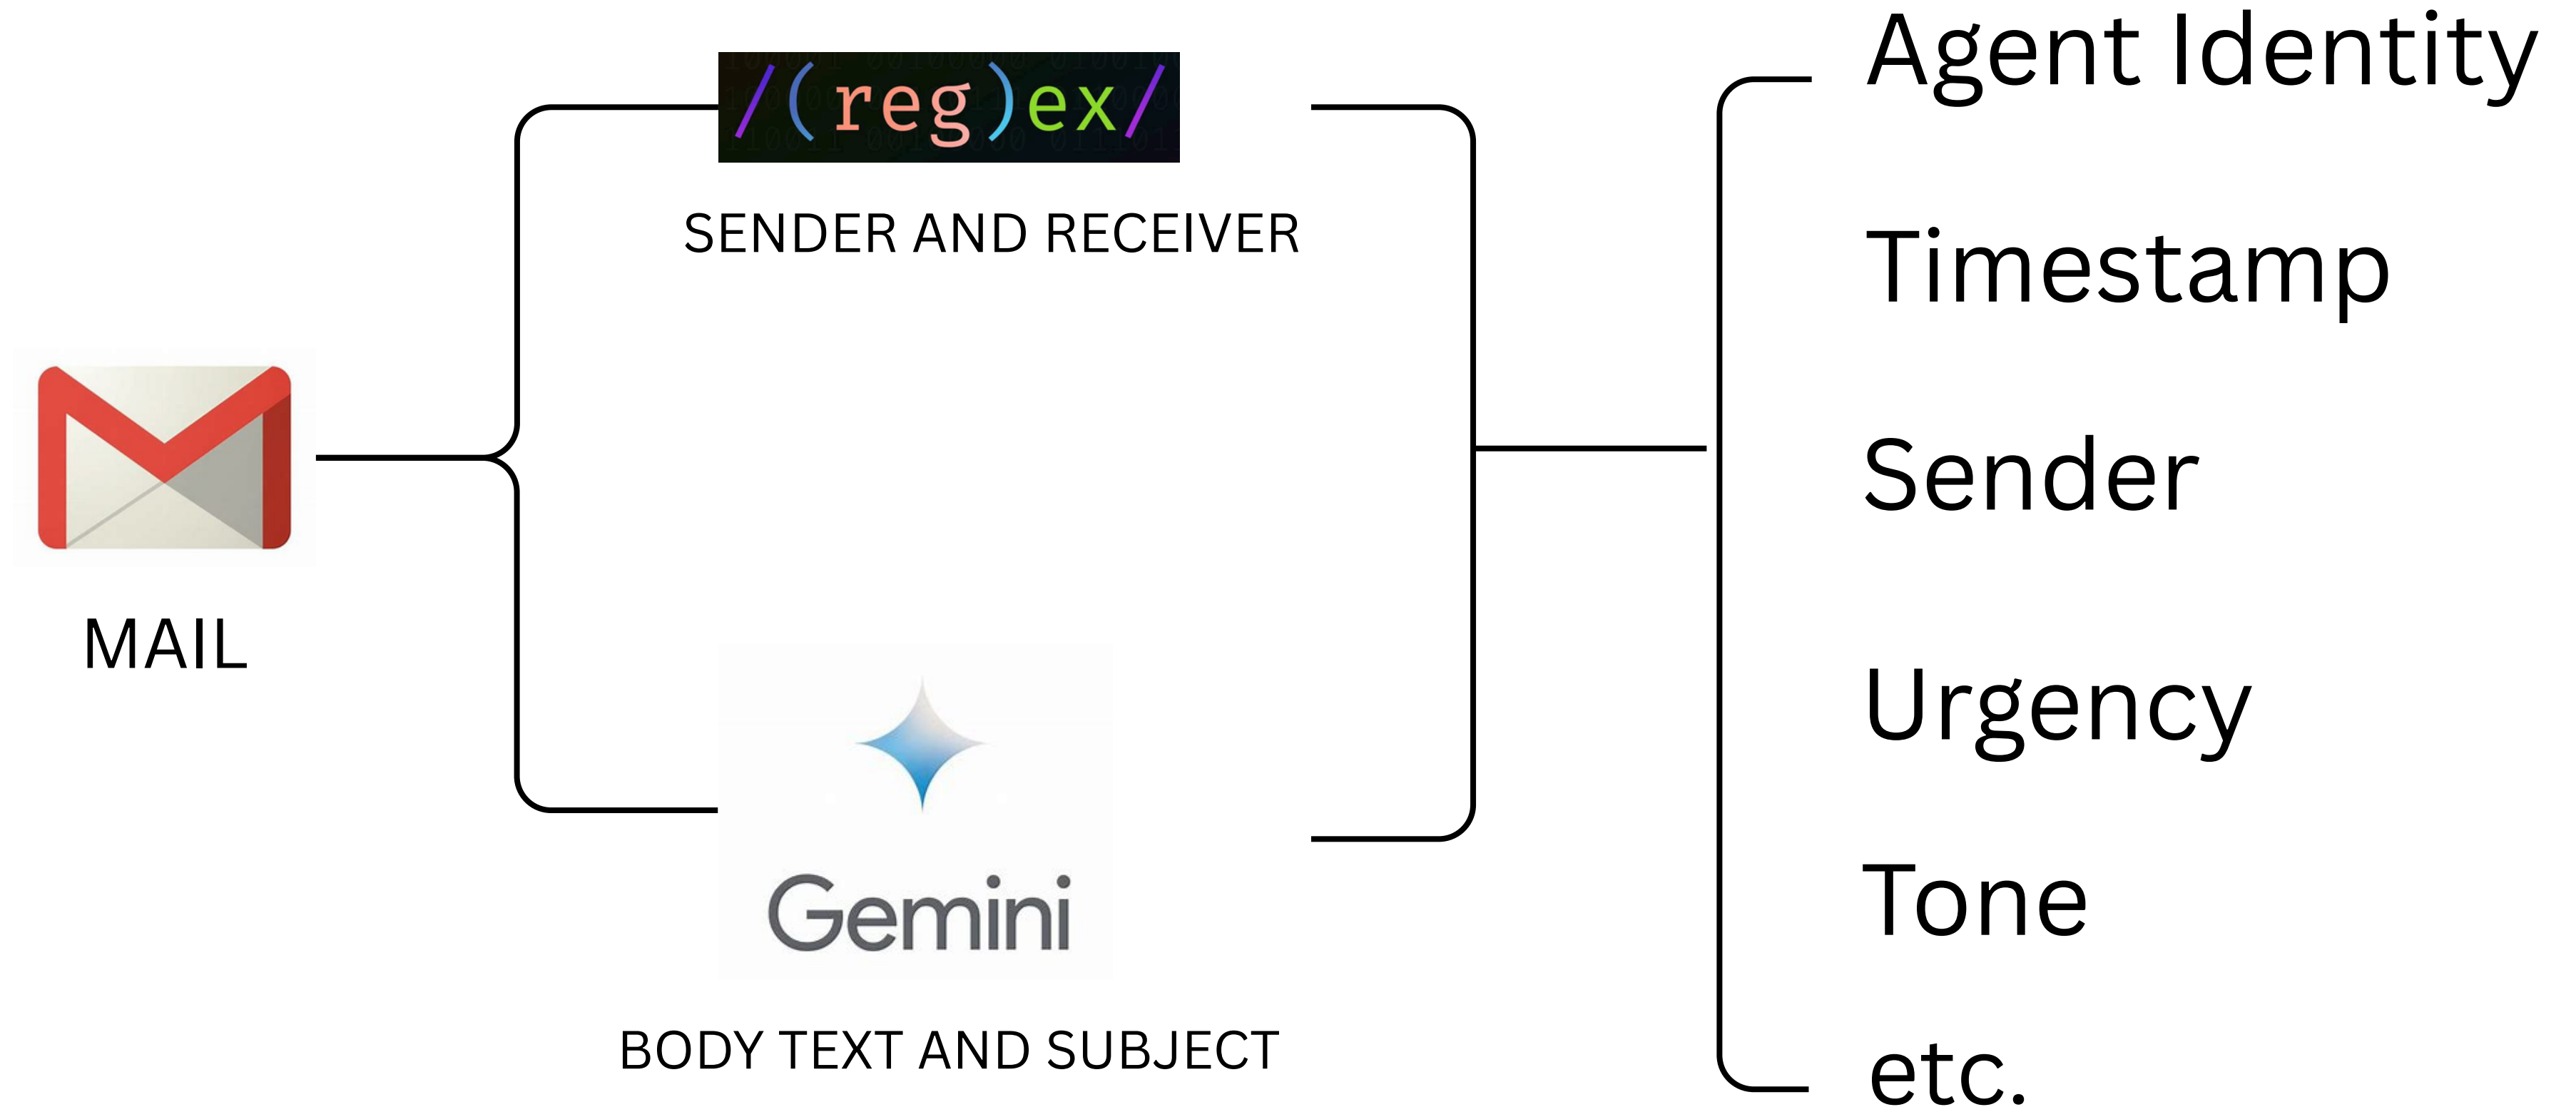 /(reg)ex/
SENDER AND RECEIVER
MAIL
Gemini
BODY TEXT AND SUBJECT
Agent Identity
Timestamp
Sender
Urgency
Tone
etc.